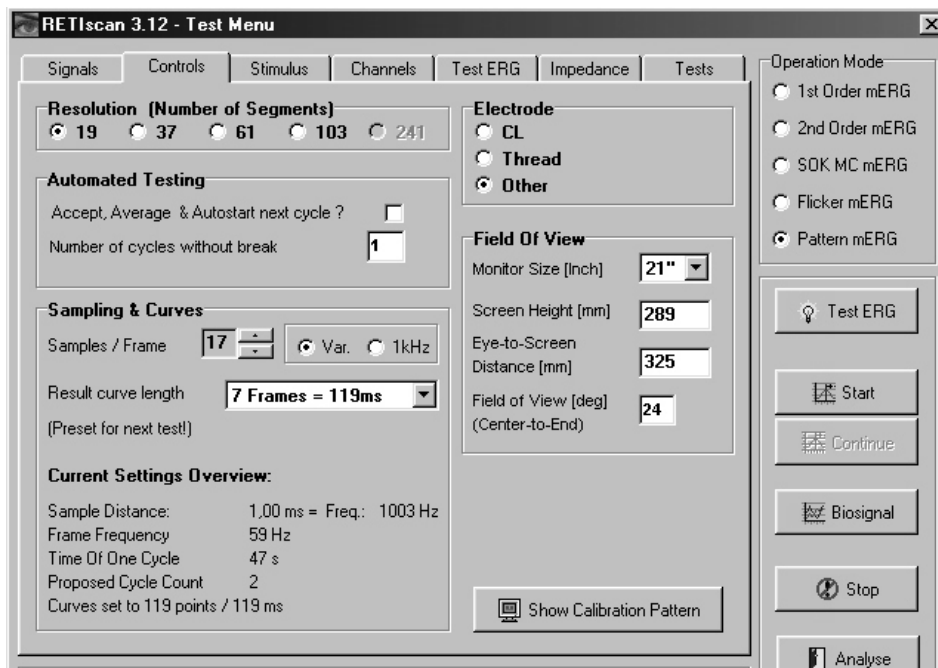 RETIscan 3.12 - Test Menu
Signals
Controls
Stimulus
Channels
Test ERG
Impedance
Tests
Resolution (Number of Segments)
19 37 61 103 241
Automated Testing
Accept, Average & Autostart next cycle ?
Number of cycles without break 1
Sampling & Curves
Samples / Frame 17 Var. 1kHz
Result curve length 7 Frames = 119ms
(Preset for next test!)
Current Settings Overview:
Sample Distance: 1,00 ms = Freq.: 1003 Hz
Frame Frequency 59 Hz
Time Of One Cycle 47 s
Proposed Cycle Count 2
Curves set to 119 points / 119 ms
Electrode
CL
Thread
Other
Field Of View
Monitor Size [Inch] 21"
Screen Height [mm] 289
Eye-to-Screen
Distance [mm] 325
Field of View [deg] 24
(Center-to-End)
Show Calibration Pattern
Operation Mode
1st Order mERG
2nd Order mERG
SOK MC mERG
Flicker mERG
Pattern mERG
Test ERG
Start
Continue
Biosignal
Stop
Analyse